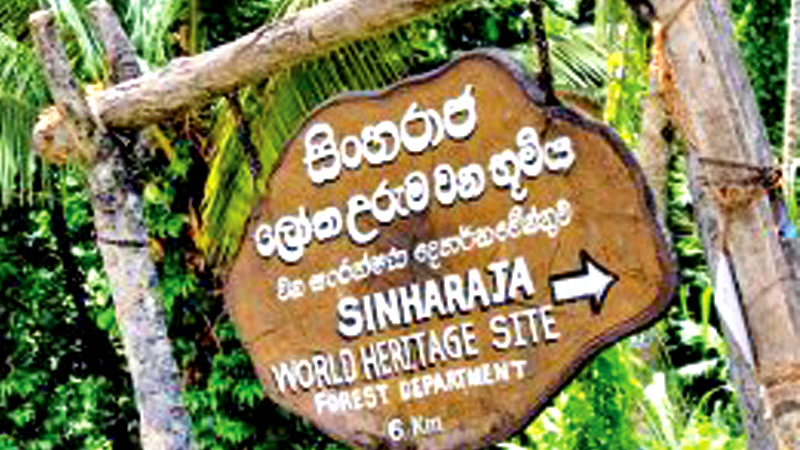 සිංහරාජ
ලෝක උරුම වන භූමිය
වන සංරක්ෂණ දෙපාර්තමේන්තුව
SINHARAJA
WORLD HERITAGE SITE
FOREST DEPARTMENT
6 Km